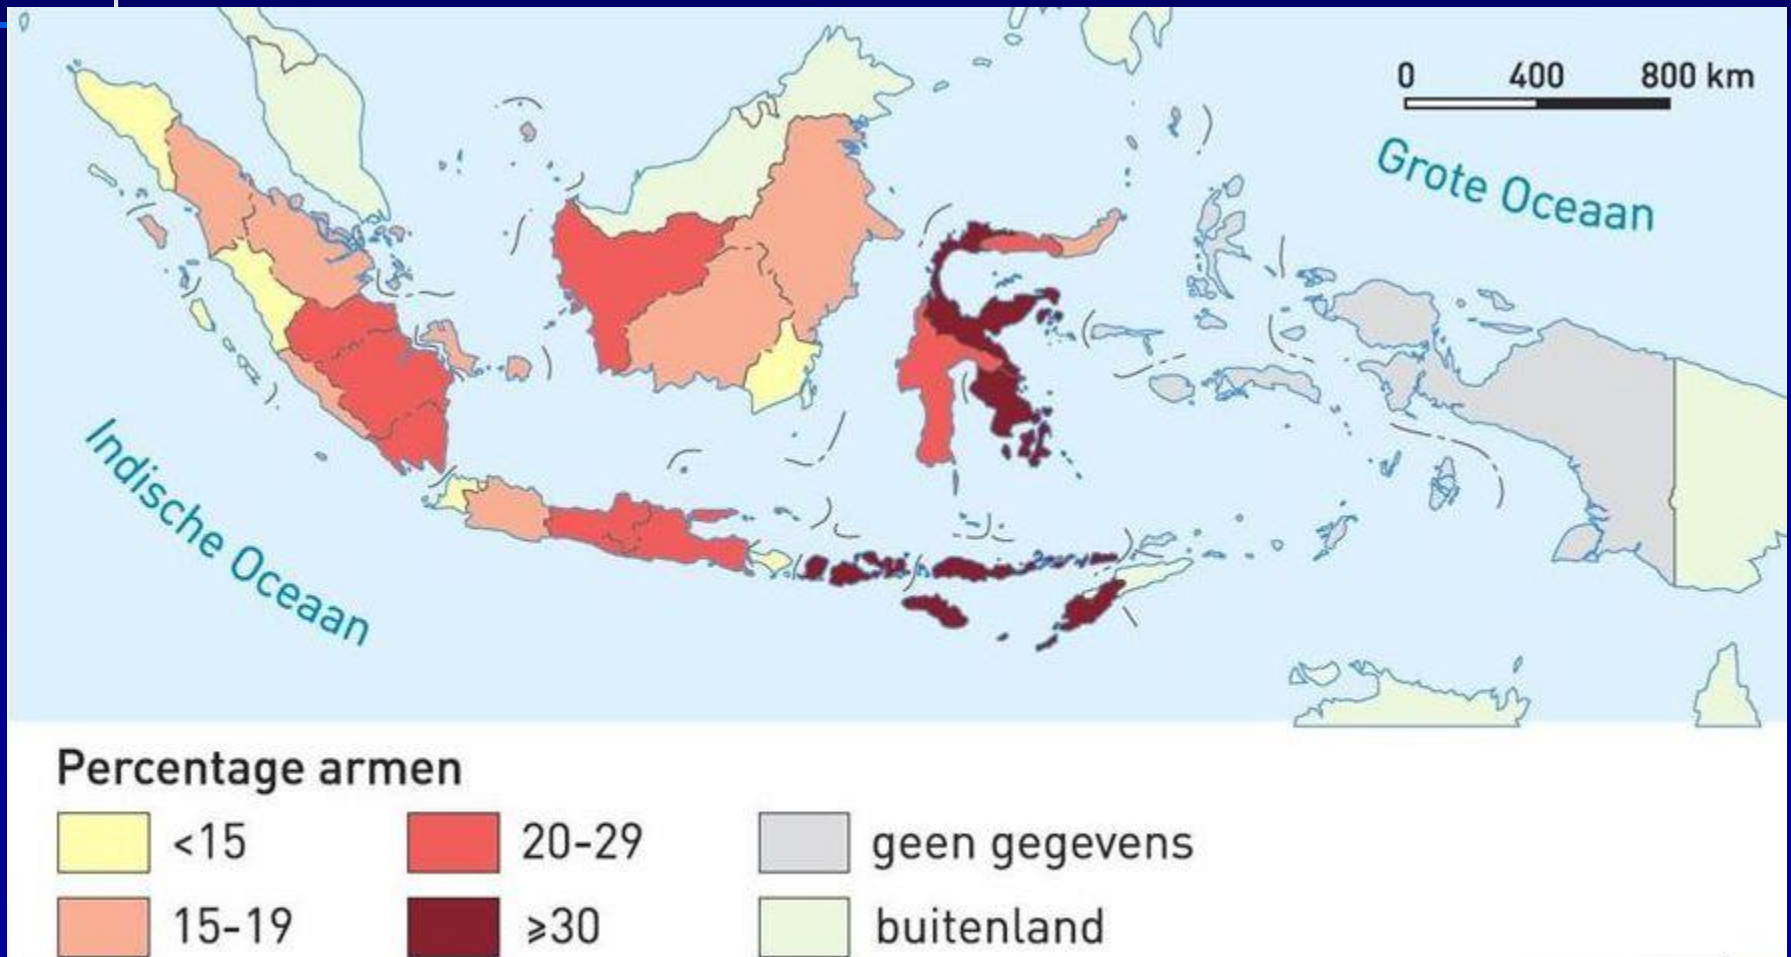 0 400 800 km
Grote Oceaan
Indische Oceaan
Percentage armen
<15
20-29
geen gegevens
15-19
⩾30
buitenland